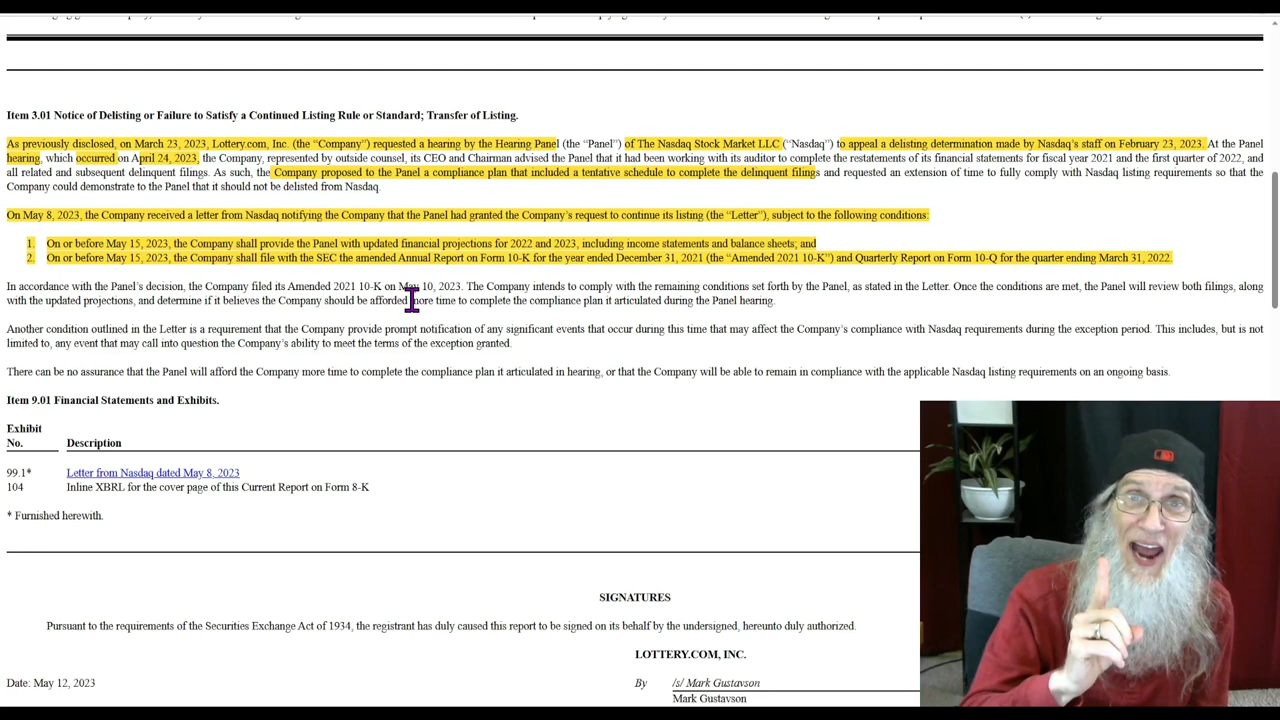 Item 3.01 Notice of Delisting or Failure to Satisfy a Continued Listing Rule or Standard; Transfer of Listing.
As previously disclosed, on March 23, 2023, Lottery.com, Inc. (the “Company”) requested a hearing by the Hearing Panel (the “Panel”) of The Nasdaq Stock Market LLC (“Nasdaq”) to appeal a delisting determination made by Nasdaq’s staff on February 23, 2023. At the Panel
hearing, which occurred on April 24, 2023, the Company, represented by outside counsel, its CEO and Chairman advised the Panel that it had been working with its auditor to complete the restatements of its financial statements for fiscal year 2021 and the first quarter of 2022, and
all related and subsequent delinquent filings. As such, the Company proposed to the Panel a compliance plan that included a tentative schedule to complete the delinquent filings and requested an extension of time to fully comply with Nasdaq listing requirements so that the
Company could demonstrate to the Panel that it should not be delisted from Nasdaq.
On May 8, 2023, the Company received a letter from Nasdaq notifying the Company that the Panel had granted the Company’s request to continue its listing (the “Letter”), subject to the following conditions:
1. On or before May 15, 2023, the Company shall provide the Panel with updated financial projections for 2022 and 2023, including income statements and balance sheets; and
2. On or before May 15, 2023, the Company shall file with the SEC the amended Annual Report on Form 10-K for the year ended December 31, 2021 (the “Amended 2021 10-K”) and Quarterly Report on Form 10-Q for the quarter ending March 31, 2022.
In accordance with the Panel’s decision, the Company filed its Amended 2021 10-K on May 10, 2023. The Company intends to comply with the remaining conditions set forth by the Panel, as stated in the Letter. Once the conditions are met, the Panel will review both filings, along
with the updated projections, and determine if it believes the Company should be afforded more time to complete the compliance plan it articulated during the Panel hearing.
Another condition outlined in the Letter is a requirement that the Company provide prompt notification of any significant events that occur during this time that may affect the Company’s compliance with Nasdaq requirements during the exception period. This includes, but is not
limited to, any event that may call into question the Company’s ability to meet the terms of the exception granted.
There can be no assurance that the Panel will afford the Company more time to complete the compliance plan it articulated in hearing, or that the Company will be able to remain in compliance with the applicable Nasdaq listing requirements on an ongoing basis.
Item 9.01 Financial Statements and Exhibits.
Exhibit
No. Description
99.1* Letter from Nasdaq dated May 8, 2023
104 Inline XBRL for the cover page of this Current Report on Form 8-K
* Furnished herewith.
SIGNATURES
Pursuant to the requirements of the Securities Exchange Act of 1934, the registrant has duly caused this report to be signed on its behalf by the undersigned, hereunto duly authorized.
LOTTERY.COM, INC.
Date: May 12, 2023 By /s/ Mark Gustavson
Mark Gustavson